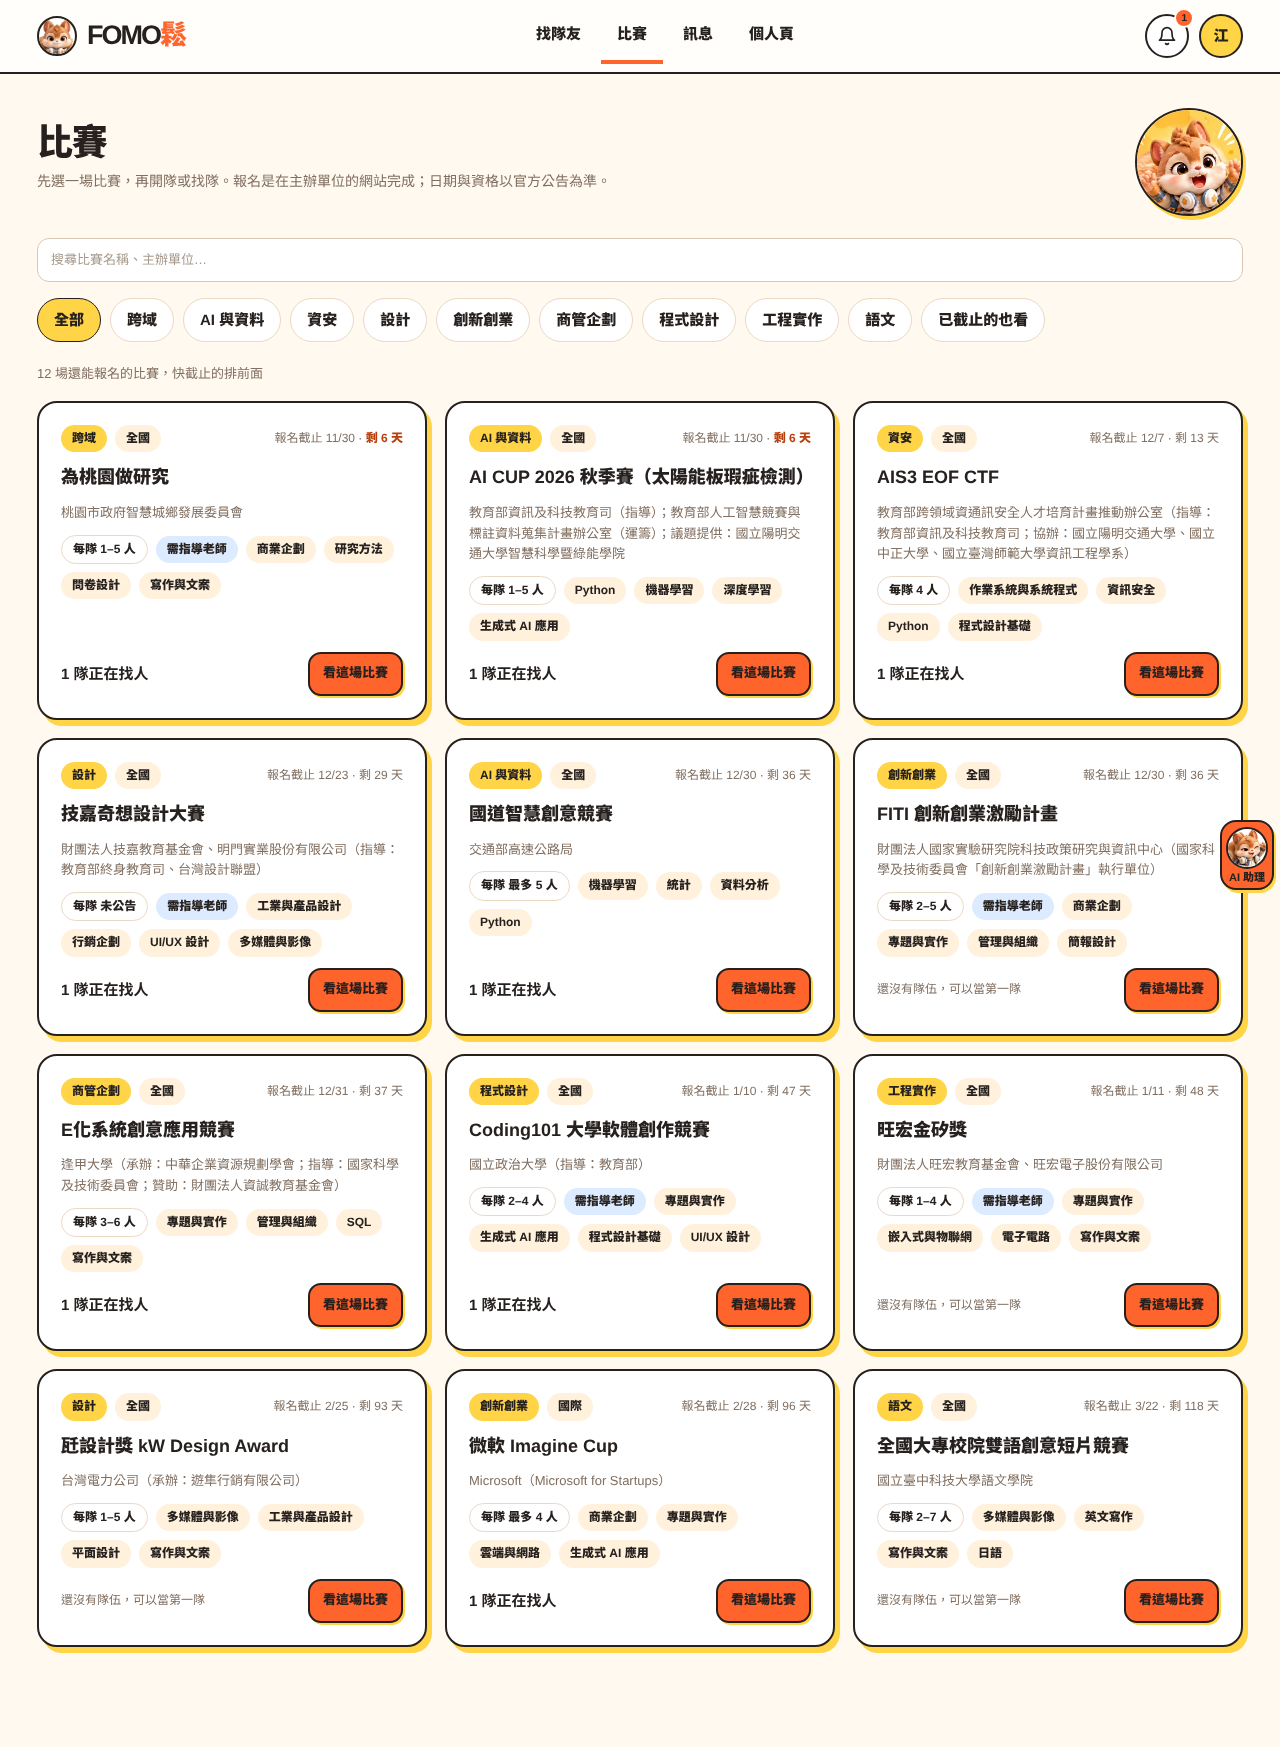 FOMO鬆
找隊友 比賽 訊息 個人頁
1
江
比賽
先選一場比賽，再開隊或找隊。報名是在主辦單位的網站完成；日期與資格以官方公告為準。
搜尋比賽名稱、主辦單位...
全部 跨域 AI 與資料 資安 設計 創新創業 商管企劃 程式設計 工程實作 語文 已截止的也看
12 場還能報名的比賽，快截止的排前面
跨域 全國 報名截止 11/30 · 剩 6 天
為桃園做研究
桃園市政府智慧城鄉發展委員會
每隊 1–5 人 需指導老師 商業企劃 研究方法
問卷設計 寫作與文案
1 隊正在找人 看這場比賽
AI 與資料 全國 報名截止 11/30 · 剩 6 天
AI CUP 2026 秋季賽（太陽能板瑕疵檢測）
教育部資訊及科技教育司（指導）；教育部人工智慧競賽與
標註資料蒐集計畫辦公室（運籌）；議題提供：國立陽明交
通大學智慧科學暨綠能學院
每隊 1–5 人 Python 機器學習 深度學習
生成式 AI 應用
1 隊正在找人 看這場比賽
資安 全國 報名截止 12/7 · 剩 13 天
AIS3 EOF CTF
教育部跨領域資通訊安全人才培育計畫推動辦公室（指導：
教育部資訊及科技教育司；協辦：國立陽明交通大學、國立
中正大學、國立臺灣師範大學資訊工程學系）
每隊 4 人 作業系統與系統程式 資訊安全
Python 程式設計基礎
1 隊正在找人 看這場比賽
設計 全國 報名截止 12/23 · 剩 29 天
技嘉奇想設計大賽
財團法人技嘉教育基金會、明門實業股份有限公司（指導：
教育部終身教育司、台灣設計聯盟）
每隊 未公告 需指導老師 工業與產品設計
行銷企劃 UI/UX 設計 多媒體與影像
1 隊正在找人 看這場比賽
AI 與資料 全國 報名截止 12/30 · 剩 36 天
國道智慧創意競賽
交通部高速公路局
每隊 最多 5 人 機器學習 統計 資料分析
Python
1 隊正在找人 看這場比賽
創新創業 全國 報名截止 12/30 · 剩 36 天
FITI 創新創業激勵計畫
財團法人國家實驗研究院科技政策研究與資訊中心（國家科
學及技術委員會「創新創業激勵計畫」執行單位）
每隊 2–5 人 需指導老師 商業企劃
專題與實作 管理與組織 簡報設計
還沒有隊伍，可以當第一隊 看這場比賽
AI 助理
商管企劃 全國 報名截止 12/31 · 剩 37 天
E化系統創意應用競賽
逢甲大學（承辦：中華企業資源規劃學會；指導：國家科學
及技術委員會；贊助：財團法人資誠教育基金會）
每隊 3–6 人 專題與實作 管理與組織 SQL
寫作與文案
1 隊正在找人 看這場比賽
程式設計 全國 報名截止 1/10 · 剩 47 天
Coding101 大學軟體創作競賽
國立政治大學（指導：教育部）
每隊 2–4 人 需指導老師 專題與實作
生成式 AI 應用 程式設計基礎 UI/UX 設計
1 隊正在找人 看這場比賽
工程實作 全國 報名截止 1/11 · 剩 48 天
旺宏金矽獎
財團法人旺宏教育基金會、旺宏電子股份有限公司
每隊 1–4 人 需指導老師 專題與實作
嵌入式與物聯網 電子電路 寫作與文案
還沒有隊伍，可以當第一隊 看這場比賽
設計 全國 報名截止 2/25 · 剩 93 天
瓩設計獎 kW Design Award
台灣電力公司（承辦：遊隼行銷有限公司）
每隊 1–5 人 多媒體與影像 工業與產品設計
平面設計 寫作與文案
還沒有隊伍，可以當第一隊 看這場比賽
創新創業 國際 報名截止 2/28 · 剩 96 天
微軟 Imagine Cup
Microsoft（Microsoft for Startups）
每隊 最多 4 人 商業企劃 專題與實作
雲端與網路 生成式 AI 應用
1 隊正在找人 看這場比賽
語文 全國 報名截止 3/22 · 剩 118 天
全國大專校院雙語創意短片競賽
國立臺中科技大學語文學院
每隊 2–7 人 多媒體與影像 英文寫作
寫作與文案 日語
還沒有隊伍，可以當第一隊 看這場比賽